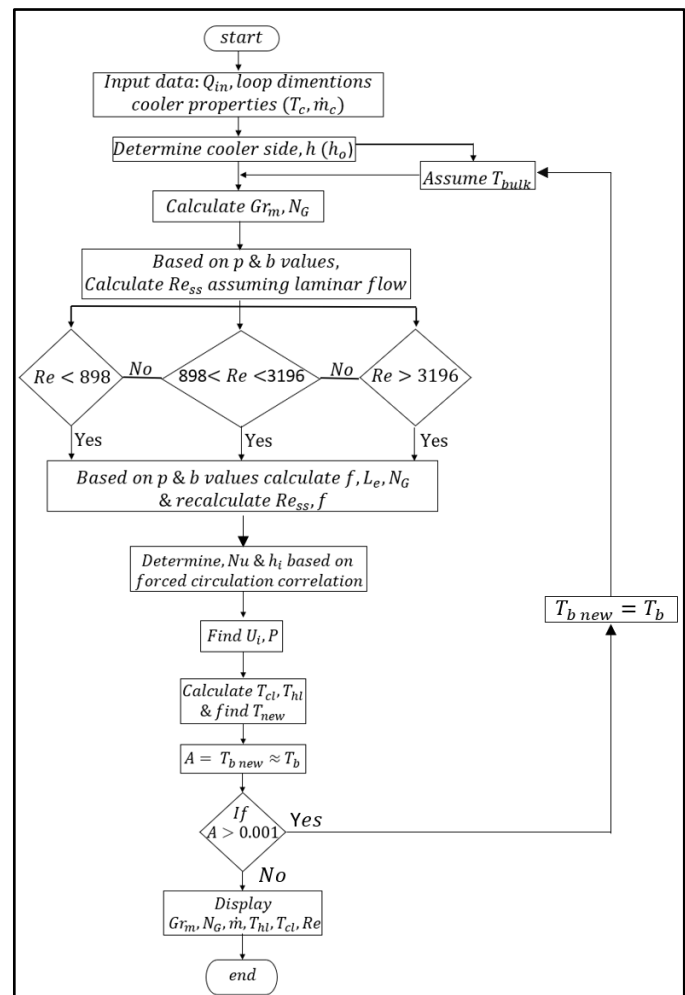 start
Input data: Q_in, loop dimentions
cooler properties (T_c, ṁ_c)
Determine cooler side, h (h_o)
Assume T_bulk
Calculate Gr_m, N_G
Based on p & b values,
Calculate Re_ss assuming laminar flow
Re < 898
No
898< Re <3196
No
Re > 3196
Yes
Yes
Yes
Based on p & b values calculate f, L_e, N_G
& recalculate Re_ss, f
Determine, Nu & h_i based on
forced circulation correlation
T_b new = T_b
Find U_i, P
Calculate T_cl, T_hl
& find T_new
A = T_b new ≈ T_b
If
A > 0.001
Yes
No
Display
Gr_m, N_G, ṁ, T_hl, T_cl, Re
end